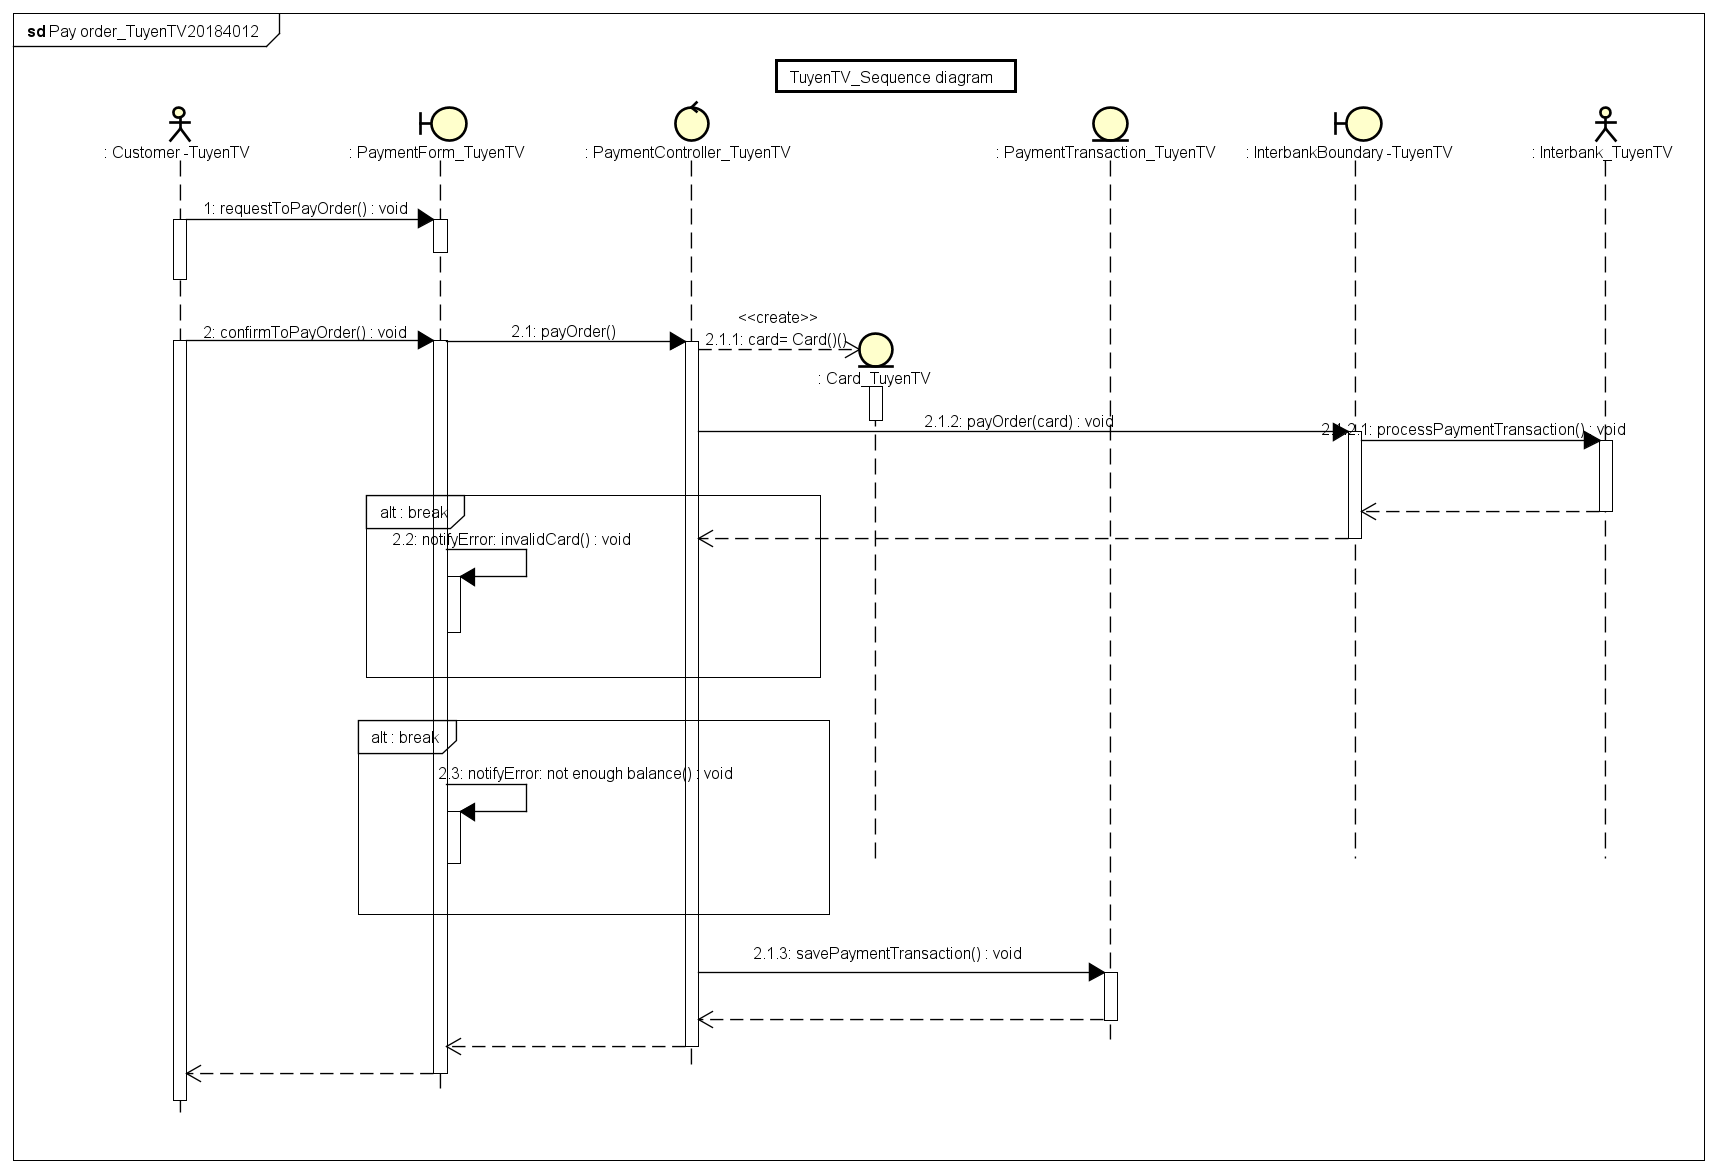 sd Pay order_TuyenTV20184012
TuyenTV_Sequence diagram
: Customer -TuyenTV
: PaymentForm_TuyenTV
: PaymentController_TuyenTV
: PaymentTransaction_TuyenTV
: InterbankBoundary -TuyenTV
: Interbank_TuyenTV
1: requestToPayOrder() : void
<<create>>
2: confirmToPayOrder() : void
2.1: payOrder()
2.1.1: card= Card()()
: Card_TuyenTV
2.1.2: payOrder(card) : void
2.1.2.1: processPaymentTransaction() : void
alt : break
2.2: notifyError: invalidCard() : void
alt : break
2.3: notifyError: not enough balance() : void
2.1.3: savePaymentTransaction() : void